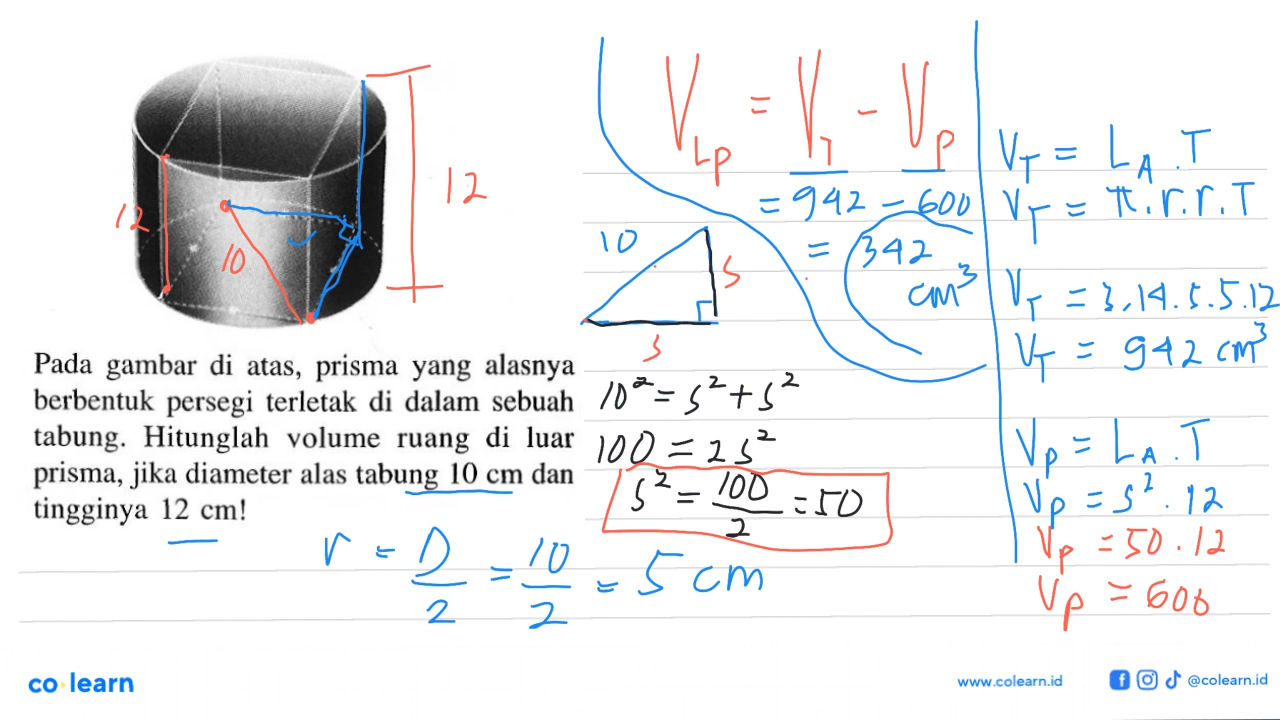 12
12
10
Pada gambar di atas, prisma yang alasnya
berbentuk persegi terletak di dalam sebuah
tabung. Hitunglah volume ruang di luar
prisma, jika diameter alas tabung 10 cm dan
tingginya 12 cm!
r = D/2 = 10/2 = 5 cm
V_LP = V_T - V_P
= 942 - 600
= 342
cm³
10
s
s
10² = s² + s²
100 = 2s²
s² = 100/2 = 50
V_T = L_A . T
V_T = π.r.r.T
V_T = 3,14.5.5.12
V_T = 942 cm³
V_P = L_A . T
V_P = s² . 12
V_P = 50 . 12
V_P = 600
co·learn
www.colearn.id
@colearn.id